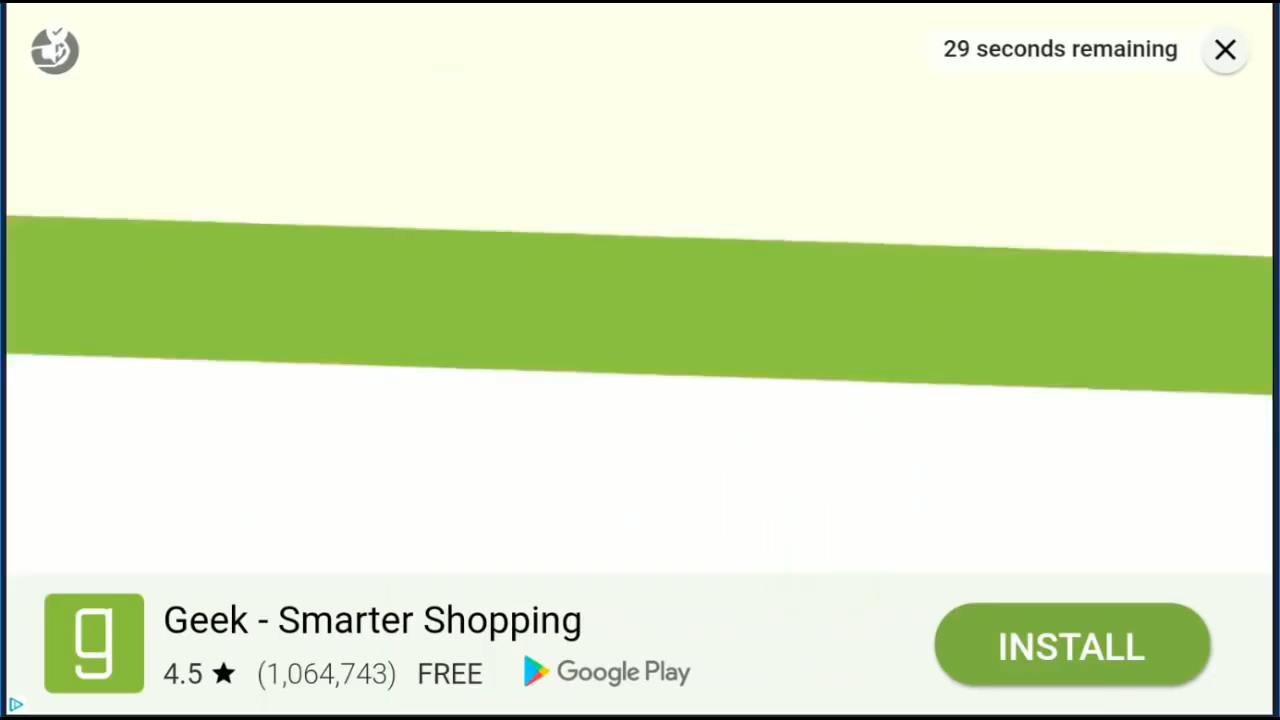 29 seconds remaining
g
Geek - Smarter Shopping
4.5 ★ (1,064,743) FREE Google Play
INSTALL